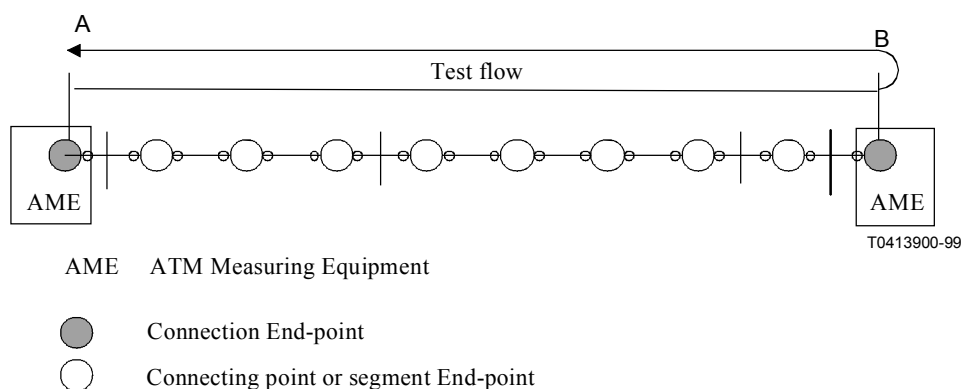 A
B
Test flow
AME
AME
T0413900-99
AME ATM Measuring Equipment
Connection End-point
Connecting point or segment End-point